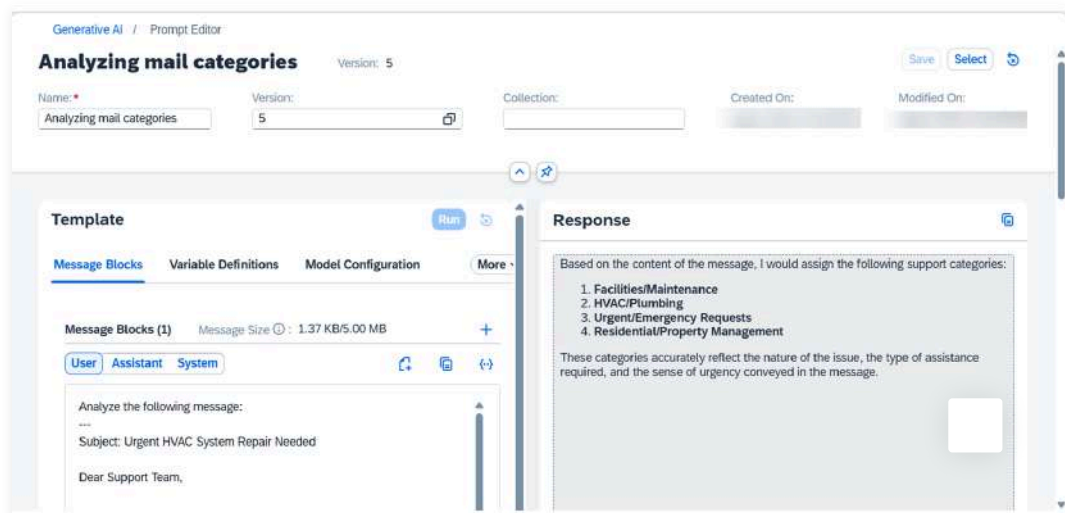 Generative AI / Prompt Editor
Analyzing mail categories Version: 5
Save Select
Name:* Version: Collection: Created On: Modified On:
Analyzing mail categories 5
Template Run
Message Blocks Variable Definitions Model Configuration More
Message Blocks (1) Message Size : 1.37 KB/5.00 MB
User Assistant System
Analyze the following message:
---
Subject: Urgent HVAC System Repair Needed
Dear Support Team,
Response
Based on the content of the message, I would assign the following support categories:
1. Facilities/Maintenance
2. HVAC/Plumbing
3. Urgent/Emergency Requests
4. Residential/Property Management
These categories accurately reflect the nature of the issue, the type of assistance
required, and the sense of urgency conveyed in the message.